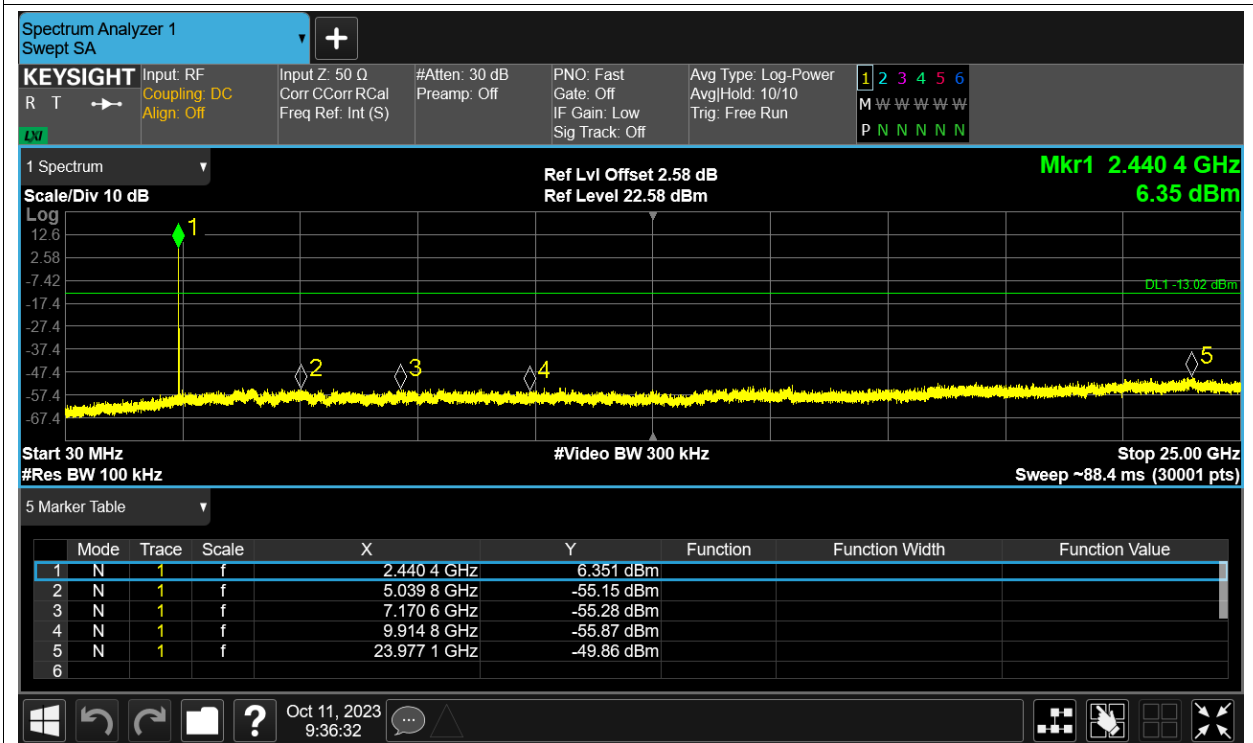 Spectrum Analyzer 1
Swept SA
KEYSIGHT
R T
LXI
Input: RF
Coupling: DC
Align: Off
Input Z: 50 Ω
Corr CCorr RCal
Freq Ref: Int (S)
#Atten: 30 dB
Preamp: Off
PNO: Fast
Gate: Off
IF Gain: Low
Sig Track: Off
Avg Type: Log-Power
Avg|Hold: 10/10
Trig: Free Run
1 2 3 4 5 6
M W W W W W
P N N N N N
1 Spectrum
Scale/Div 10 dB
Ref Lvl Offset 2.58 dB
Ref Level 22.58 dBm
Mkr1 2.440 4 GHz
6.35 dBm
Log
12.6
2.58
-7.42
-17.4
-27.4
-37.4
-47.4
-57.4
-67.4
1
2
3
4
5
DL1 -13.02 dBm
Start 30 MHz
#Res BW 100 kHz
#Video BW 300 kHz
Stop 25.00 GHz
Sweep ~88.4 ms (30001 pts)
5 Marker Table
Mode Trace Scale X Y Function Function Width Function Value
1 N 1 f 2.440 4 GHz 6.351 dBm
2 N 1 f 5.039 8 GHz -55.15 dBm
3 N 1 f 7.170 6 GHz -55.28 dBm
4 N 1 f 9.914 8 GHz -55.87 dBm
5 N 1 f 23.977 1 GHz -49.86 dBm
6
?
Oct 11, 2023
9:36:32